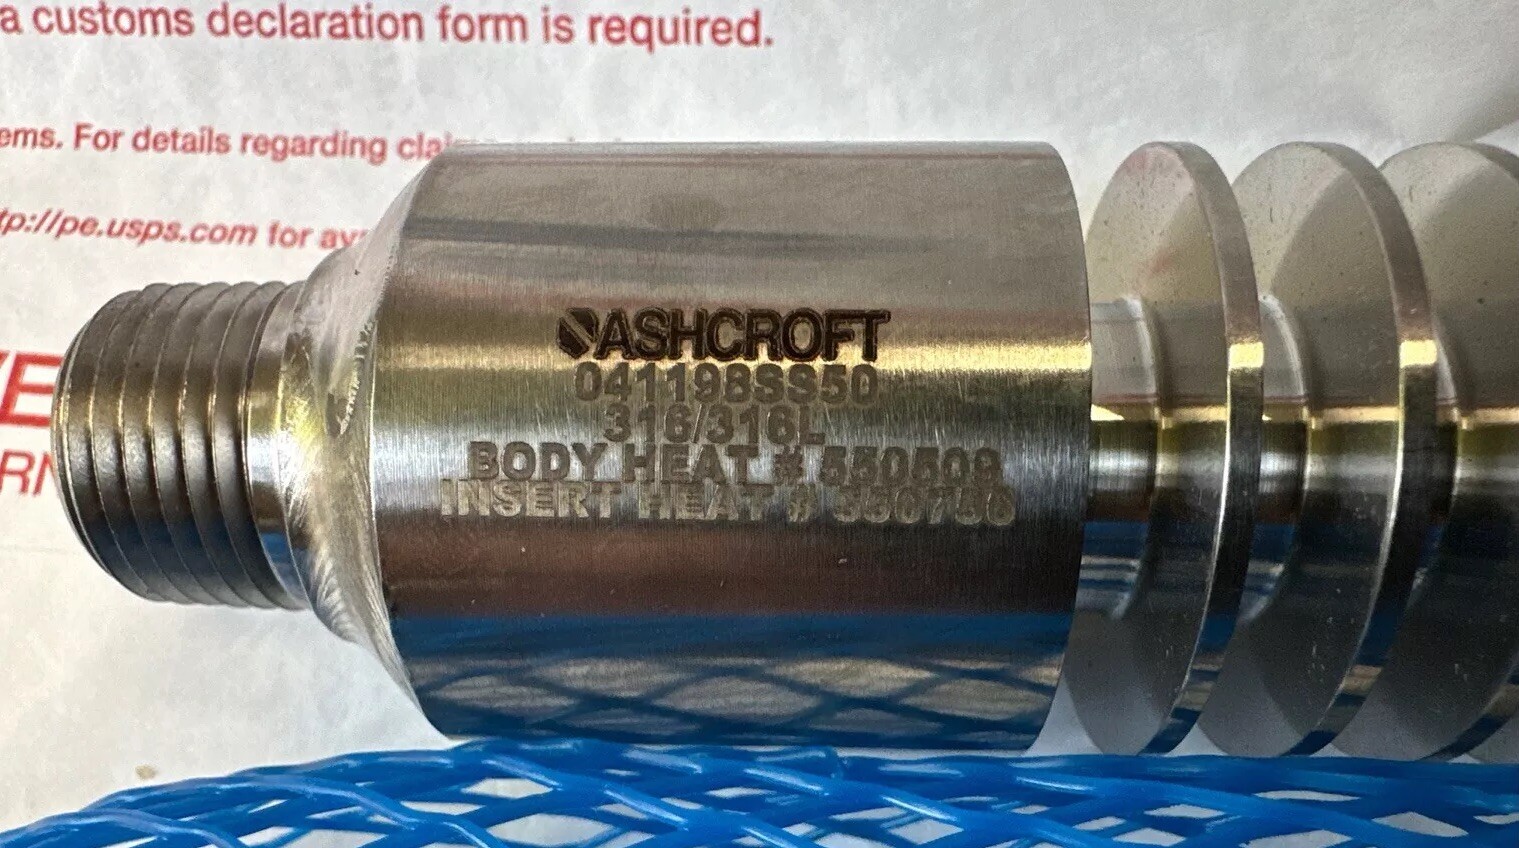 a customs declaration form is required.
ems. For details regarding
tp://pe.usps.com for
ASHCROFT
041198SS50
316/316L
BODY HEAT # 550509
INSERT HEAT #